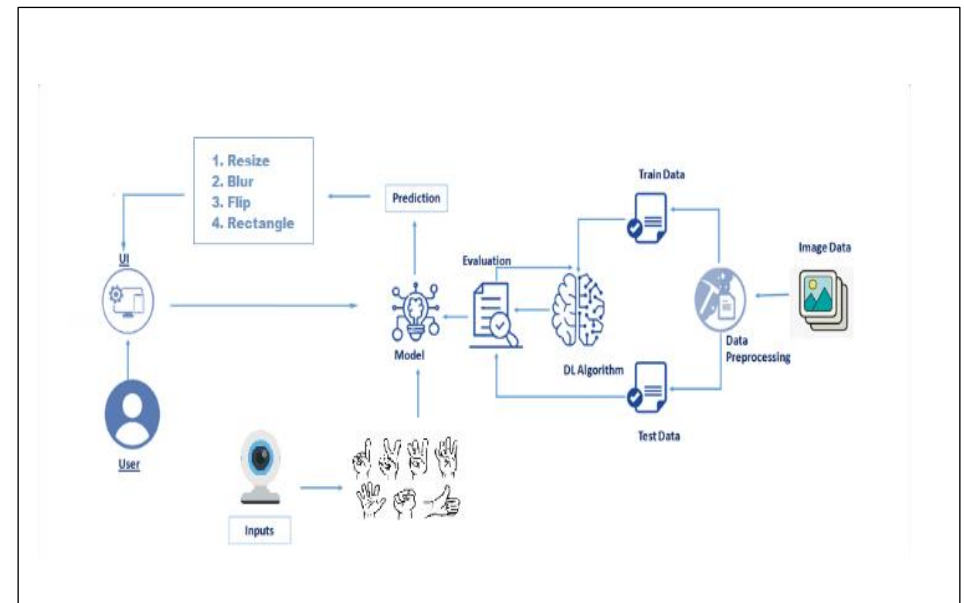 1. Resize
2. Blur
3. Flip
4. Rectangle
Prediction
Train Data
UI
Evaluation
Image Data
Model
DL Algorithm
Data
Preprocessing
User
Test Data
Inputs